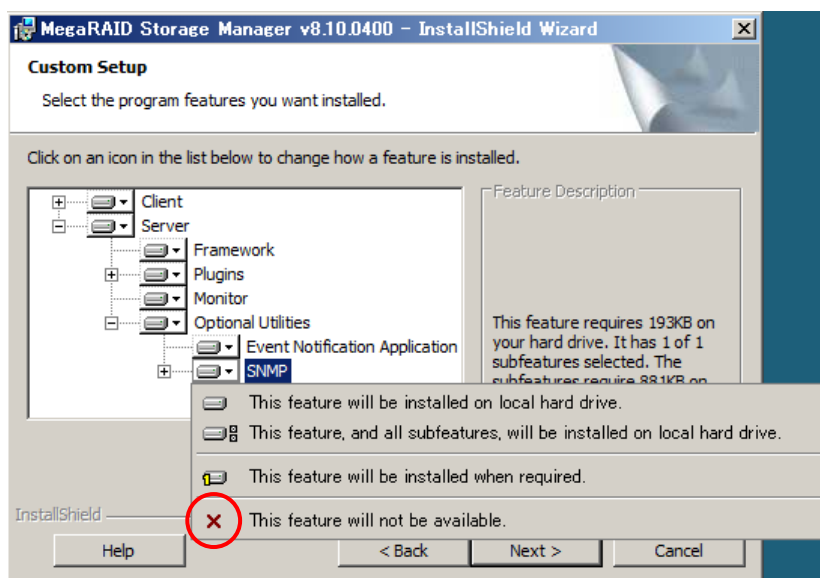 MegaRAID Storage Manager v8.10.0400 - InstallShield Wizard
Custom Setup
Select the program features you want installed.
Click on an icon in the list below to change how a feature is installed.
Client
Server
Framework
Plugins
Monitor
Optional Utilities
Event Notification Application
SNMP
Feature Description
This feature requires 193KB on
your hard drive. It has 1 of 1
subfeatures selected. The
subfeatures require 881KB on
This feature will be installed on local hard drive.
This feature, and all subfeatures, will be installed on local hard drive.
This feature will be installed when required.
This feature will not be available.
InstallShield
Help
< Back
Next >
Cancel